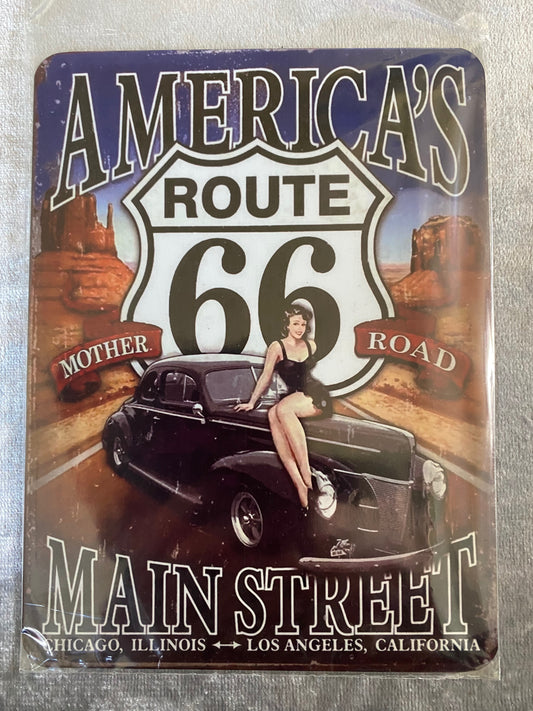 AMERICA'S
ROUTE
66
MOTHER ROAD
MAIN STREET
CHICAGO, ILLINOIS ↔ LOS ANGELES, CALIFORNIA